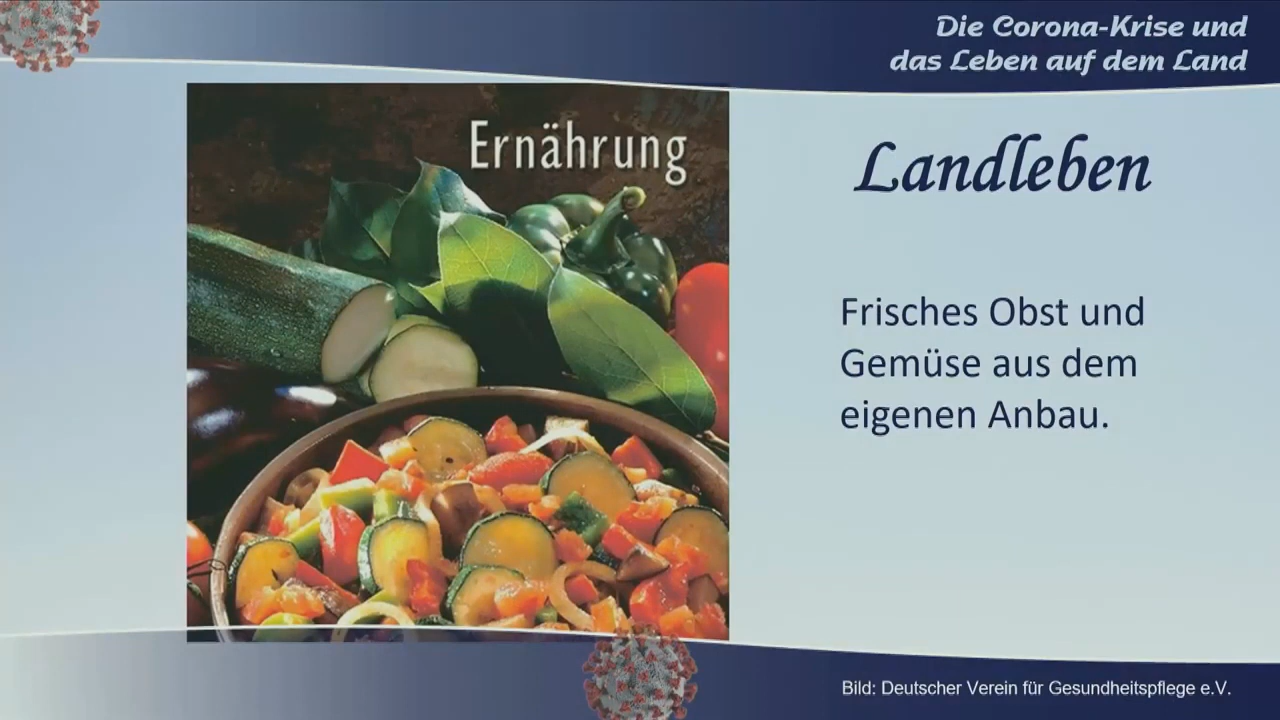 Die Corona-Krise und
das Leben auf dem Land
Ernährung
Landleben
Frisches Obst und
Gemüse aus dem
eigenen Anbau.
Bild: Deutscher Verein für Gesundheitspflege e.V.